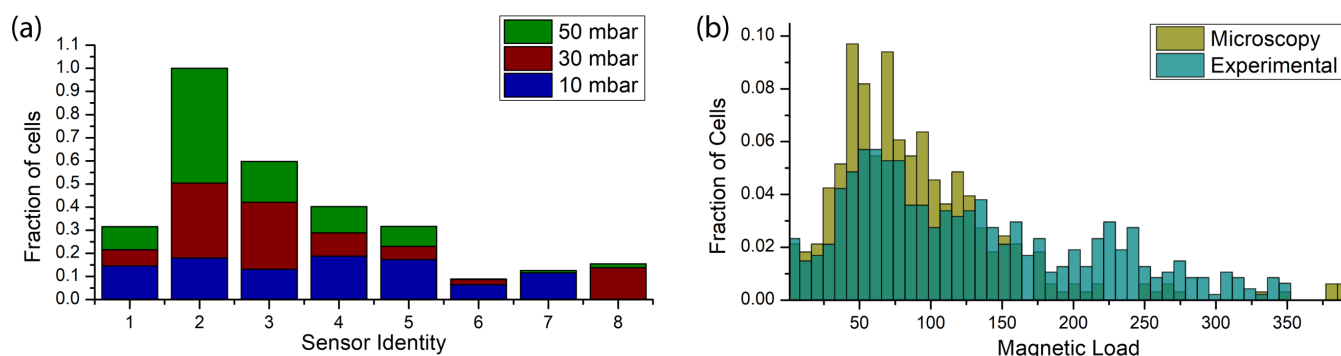 (a)
50 mbar
30 mbar
10 mbar
Fraction of cells
1.1
1.0
0.9
0.8
0.7
0.6
0.5
0.4
0.3
0.2
0.1
0.0
1 2 3 4 5 6 7 8
Sensor Identity
(b)
Microscopy
Experimental
Fraction of Cells
0.10
0.08
0.06
0.04
0.02
0.00
50 100 150 200 250 300 350
Magnetic Load